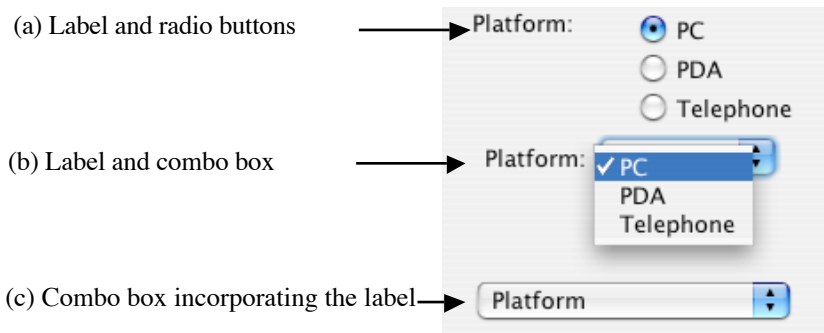 (a) Label and radio buttons
Platform:
PC
PDA
Telephone
(b) Label and combo box
Platform:
✓ PC
PDA
Telephone
(c) Combo box incorporating the label
Platform